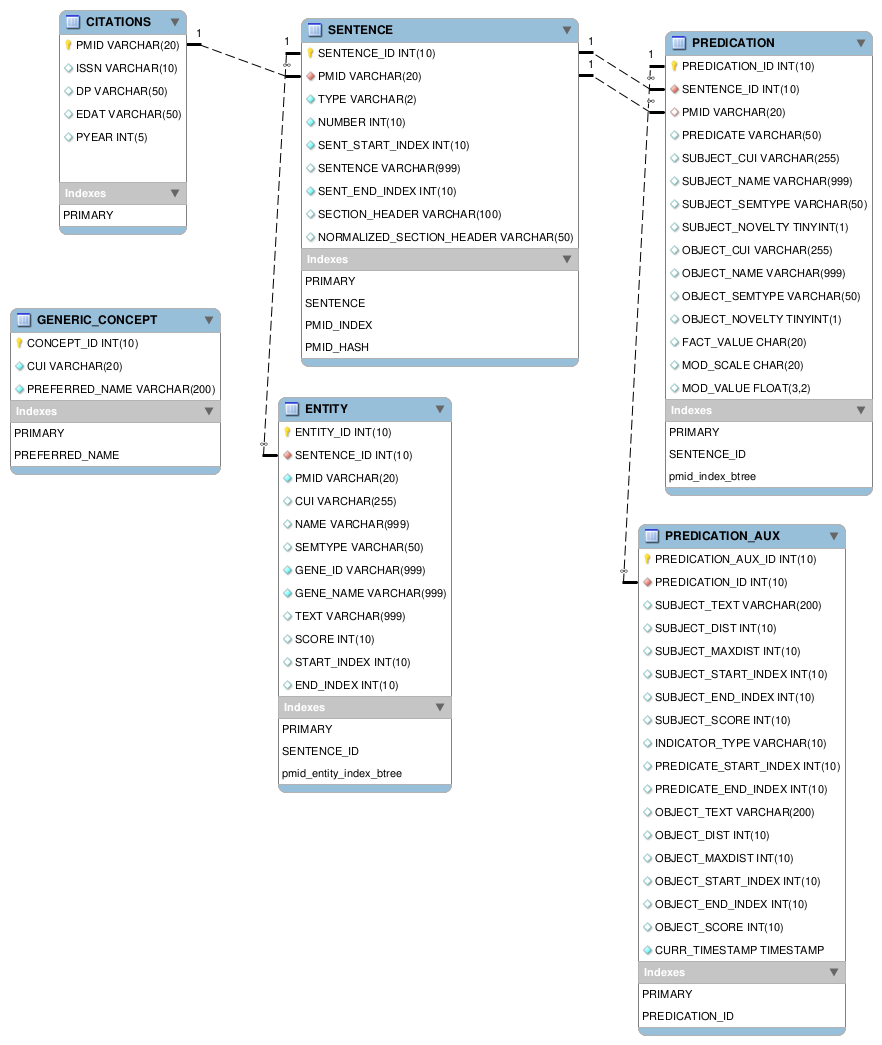 CITATIONS
PMID VARCHAR(20)
ISSN VARCHAR(10)
DP VARCHAR(50)
EDAT VARCHAR(50)
PYEAR INT(5)
Indexes
PRIMARY
1
∞
SENTENCE
SENTENCE_ID INT(10)
PMID VARCHAR(20)
TYPE VARCHAR(2)
NUMBER INT(10)
SENT_START_INDEX INT(10)
SENTENCE VARCHAR(999)
SENT_END_INDEX INT(10)
SECTION_HEADER VARCHAR(100)
NORMALIZED_SECTION_HEADER VARCHAR(50)
Indexes
PRIMARY
SENTENCE
PMID_INDEX
PMID_HASH
1
∞
1
1
∞
∞
PREDICATION
PREDICATION_ID INT(10)
SENTENCE_ID INT(10)
PMID VARCHAR(20)
PREDICATE VARCHAR(50)
SUBJECT_CUI VARCHAR(255)
SUBJECT_NAME VARCHAR(999)
SUBJECT_SEMTYPE VARCHAR(50)
SUBJECT_NOVELTY TINYINT(1)
OBJECT_CUI VARCHAR(255)
OBJECT_NAME VARCHAR(999)
OBJECT_SEMTYPE VARCHAR(50)
OBJECT_NOVELTY TINYINT(1)
FACT_VALUE CHAR(20)
MOD_SCALE CHAR(20)
MOD_VALUE FLOAT(3,2)
Indexes
PRIMARY
SENTENCE_ID
pmid_index_btree
1
∞
GENERIC_CONCEPT
CONCEPT_ID INT(10)
CUI VARCHAR(20)
PREFERRED_NAME VARCHAR(200)
Indexes
PRIMARY
PREFERRED_NAME
ENTITY
ENTITY_ID INT(10)
SENTENCE_ID INT(10)
PMID VARCHAR(20)
CUI VARCHAR(255)
NAME VARCHAR(999)
SEMTYPE VARCHAR(50)
GENE_ID VARCHAR(999)
GENE_NAME VARCHAR(999)
TEXT VARCHAR(999)
SCORE INT(10)
START_INDEX INT(10)
END_INDEX INT(10)
Indexes
PRIMARY
SENTENCE_ID
pmid_entity_index_btree
PREDICATION_AUX
PREDICATION_AUX_ID INT(10)
PREDICATION_ID INT(10)
SUBJECT_TEXT VARCHAR(200)
SUBJECT_DIST INT(10)
SUBJECT_MAXDIST INT(10)
SUBJECT_START_INDEX INT(10)
SUBJECT_END_INDEX INT(10)
SUBJECT_SCORE INT(10)
INDICATOR_TYPE VARCHAR(10)
PREDICATE_START_INDEX INT(10)
PREDICATE_END_INDEX INT(10)
OBJECT_TEXT VARCHAR(200)
OBJECT_DIST INT(10)
OBJECT_MAXDIST INT(10)
OBJECT_START_INDEX INT(10)
OBJECT_END_INDEX INT(10)
OBJECT_SCORE INT(10)
CURR_TIMESTAMP TIMESTAMP
Indexes
PRIMARY
PREDICATION_ID